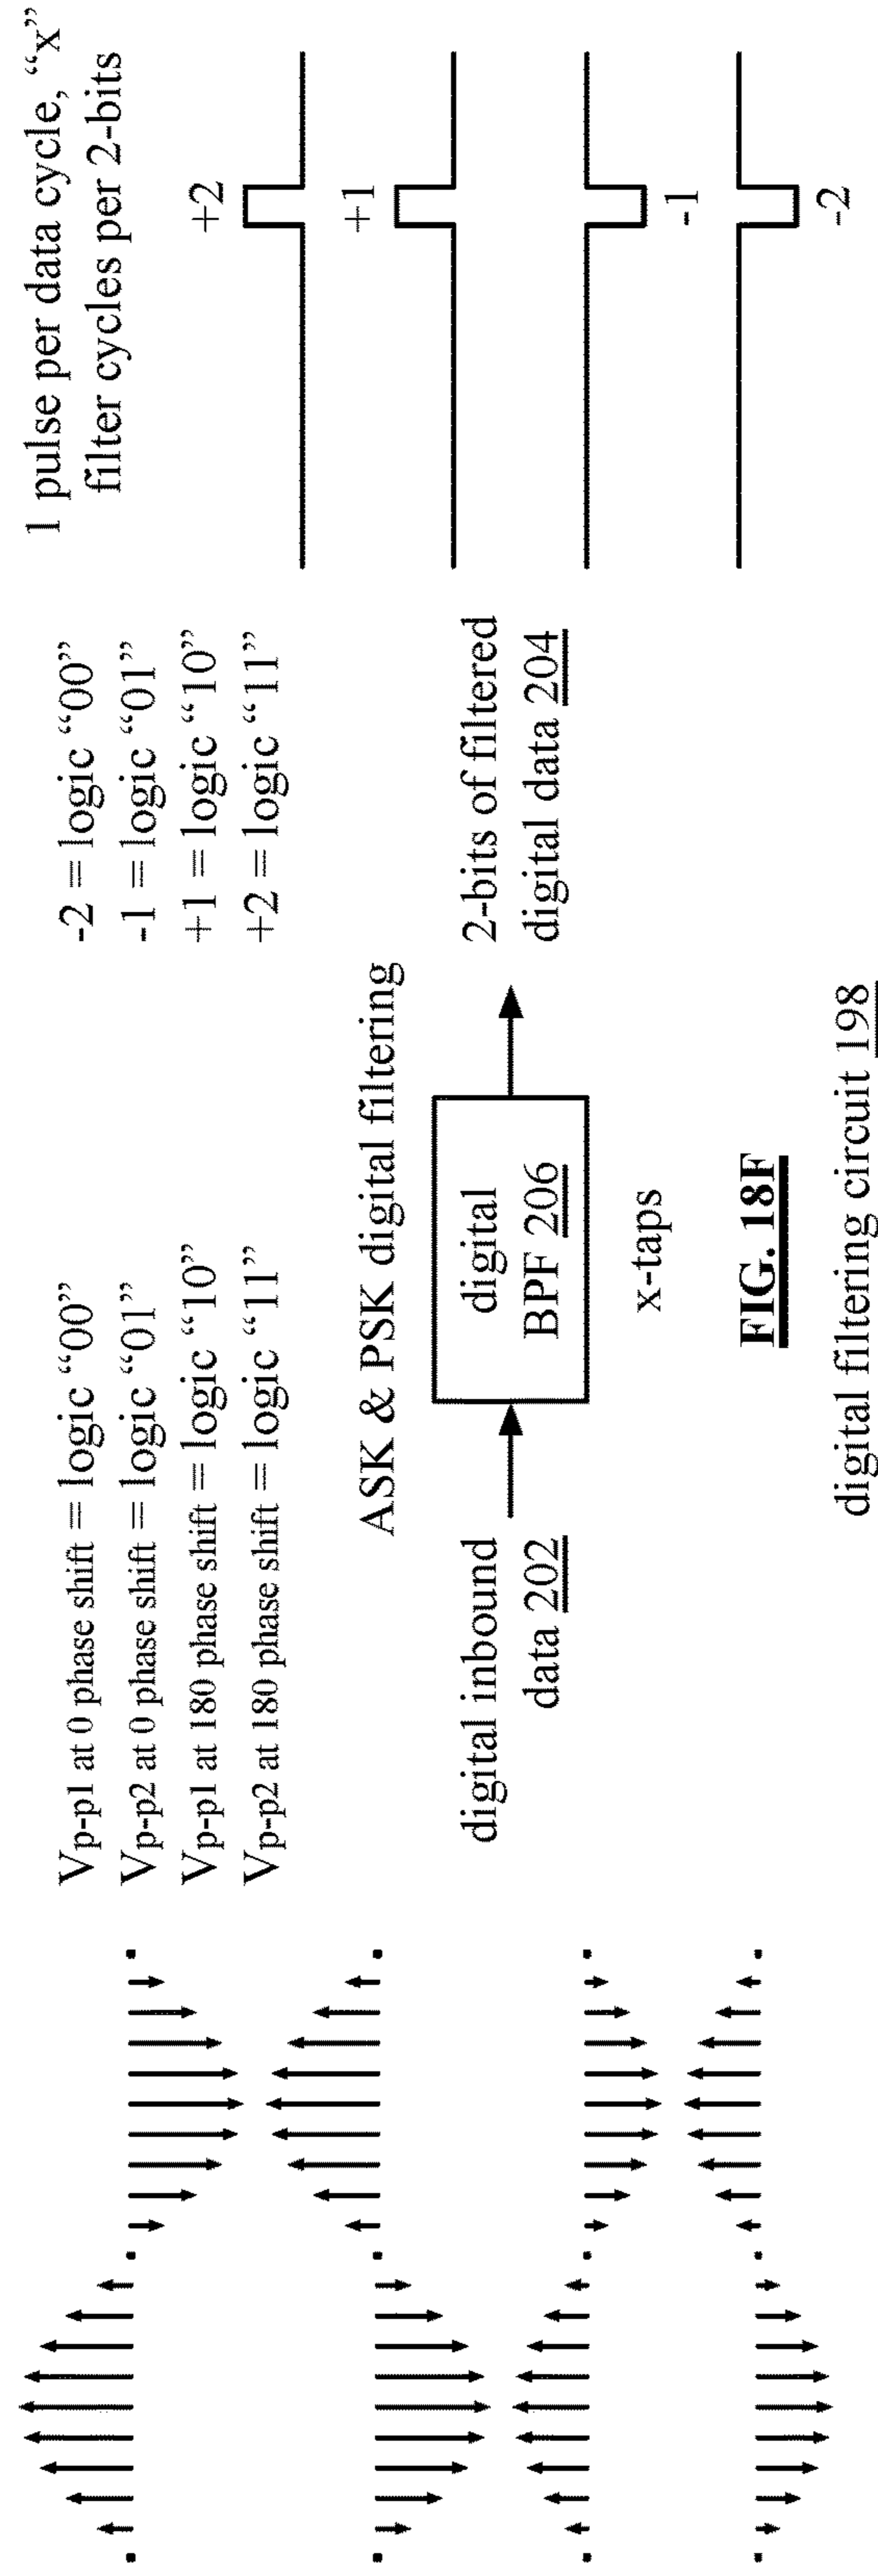 Vp-p1 at 0 phase shift = logic “00”
Vp-p2 at 0 phase shift = logic “01”
Vp-p1 at 180 phase shift = logic “10”
Vp-p2 at 180 phase shift = logic “11”
-2 = logic “00”
-1 = logic “01”
+1 = logic “10”
+2 = logic “11”
1 pulse per data cycle, “x”
filter cycles per 2-bits
+2
+1
-1
-2
ASK & PSK digital filtering
digital inbound
data 202
digital
BPF 206
x-taps
2-bits of filtered
digital data 204
FIG. 18F
digital filtering circuit 198